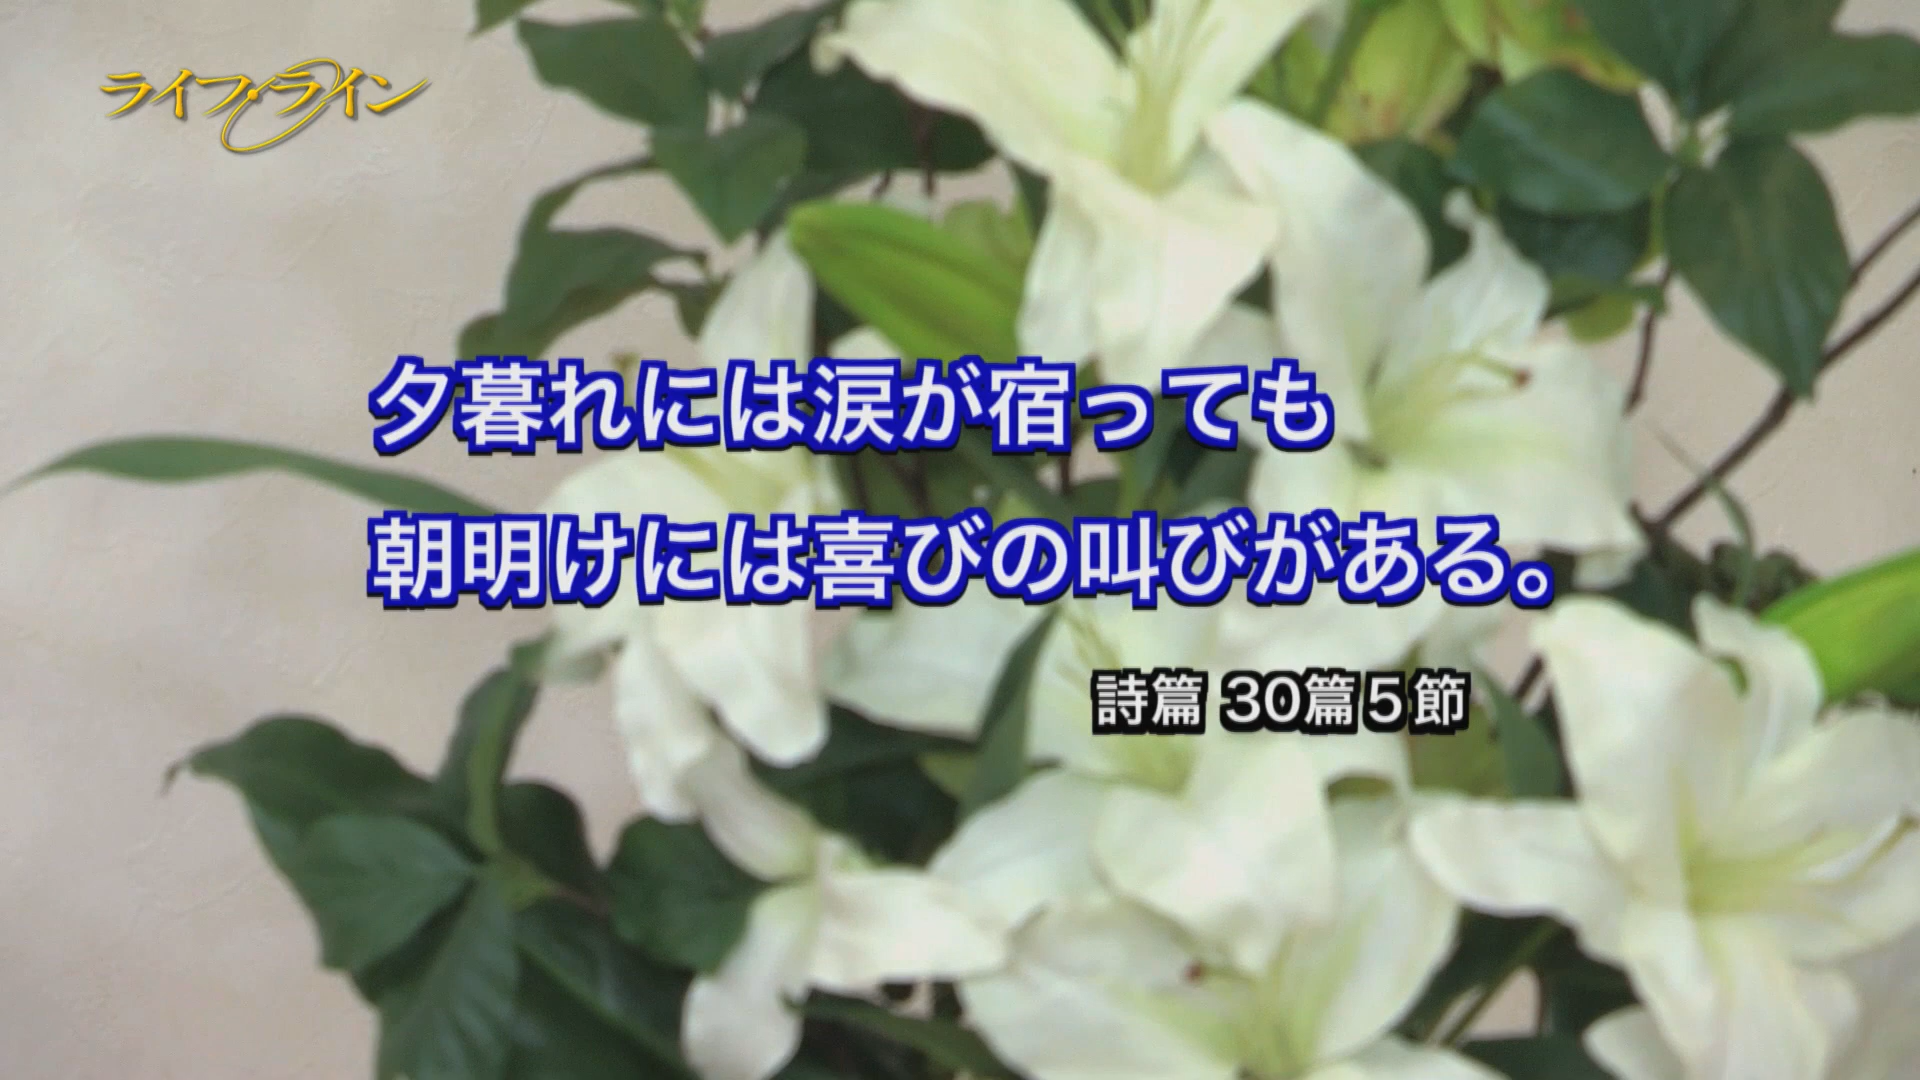 ライフ・ライン
夕暮れには涙が宿っても
朝明けには喜びの叫びがある。
詩篇 30篇5節